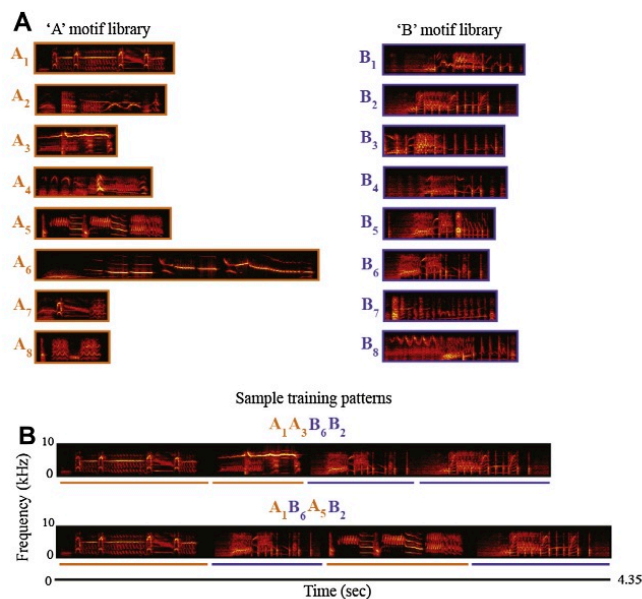 A
'A' motif library
'B' motif library
A1
B1
A2
B2
A3
B3
A4
B4
A5
B5
A6
B6
A7
B7
A8
B8
Sample training patterns
B
A1A3B6B2
10
0
A1B6A5B2
10
0
Frequency (kHz)
0
4.35
Time (sec)